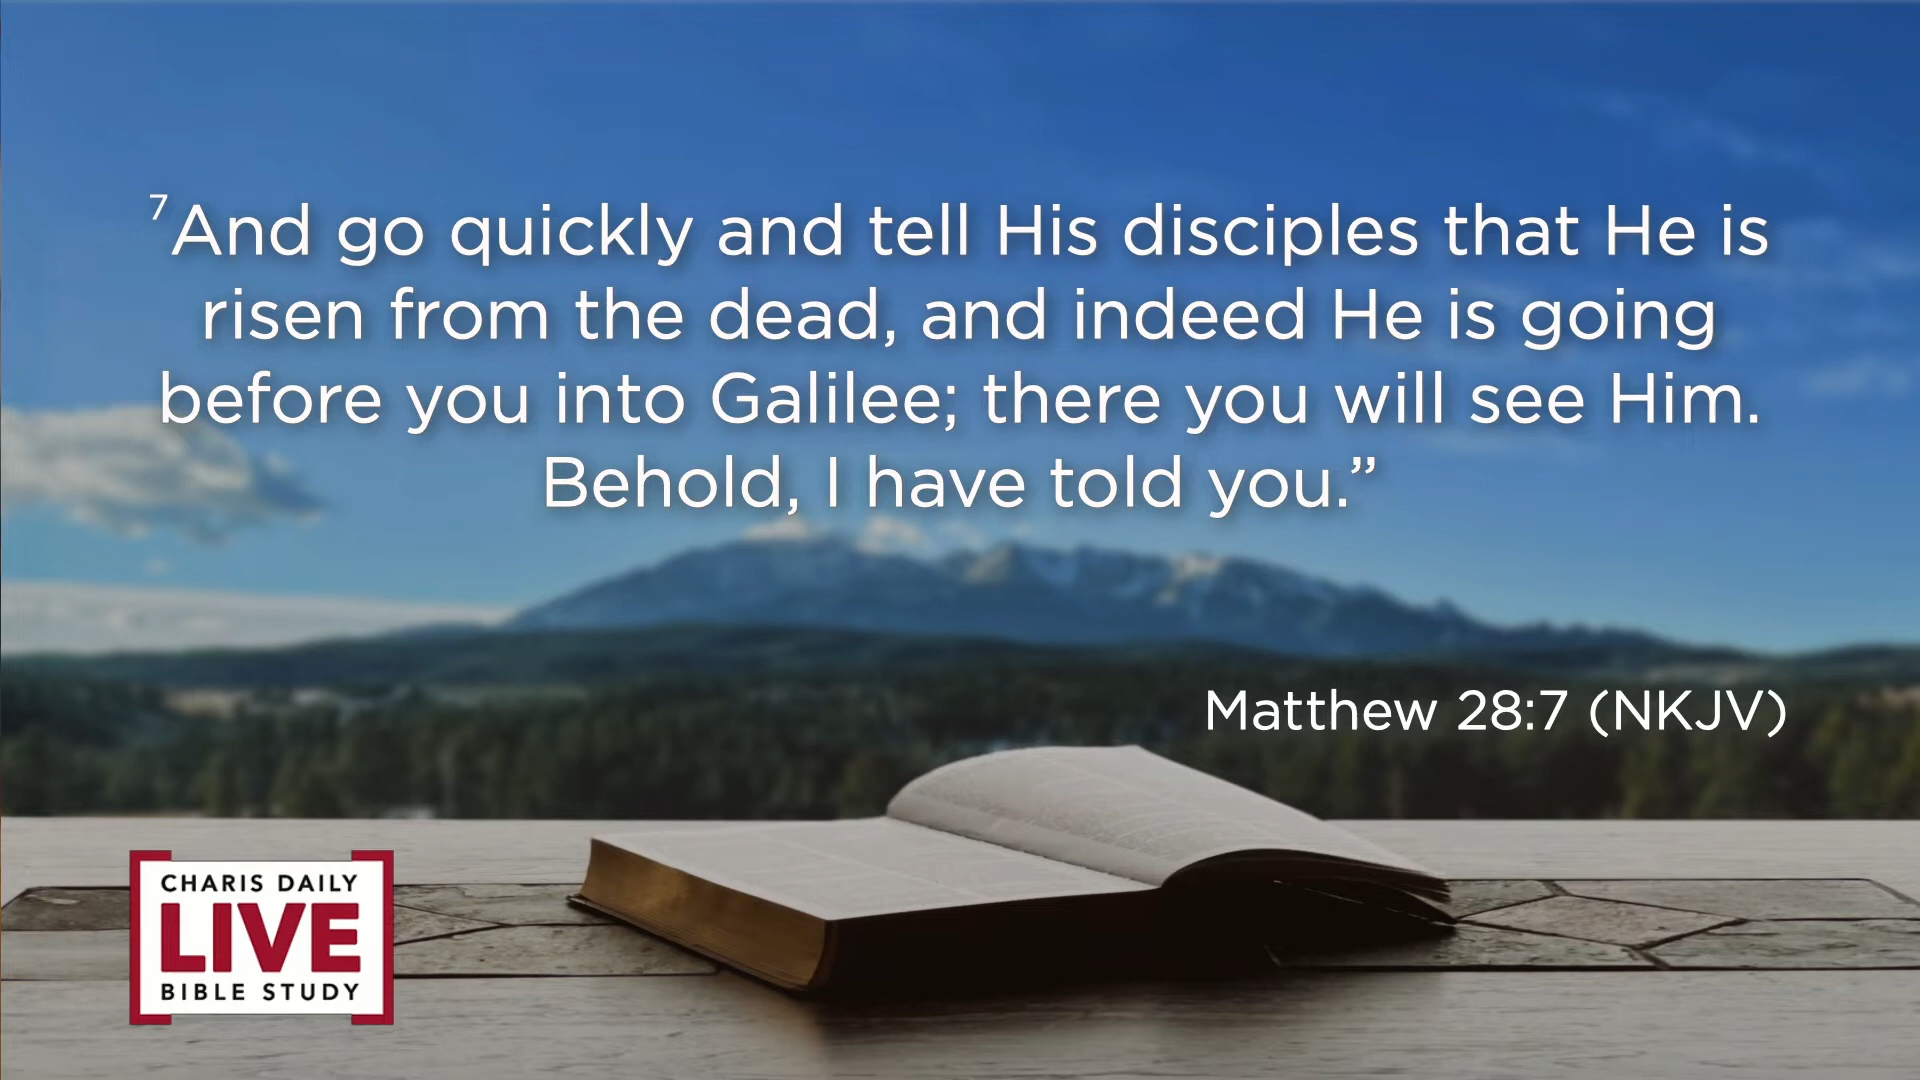 ⁷And go quickly and tell His disciples that He is
risen from the dead, and indeed He is going
before you into Galilee; there you will see Him.
Behold, I have told you.”
Matthew 28:7 (NKJV)
CHARIS DAILY
LIVE
BIBLE STUDY